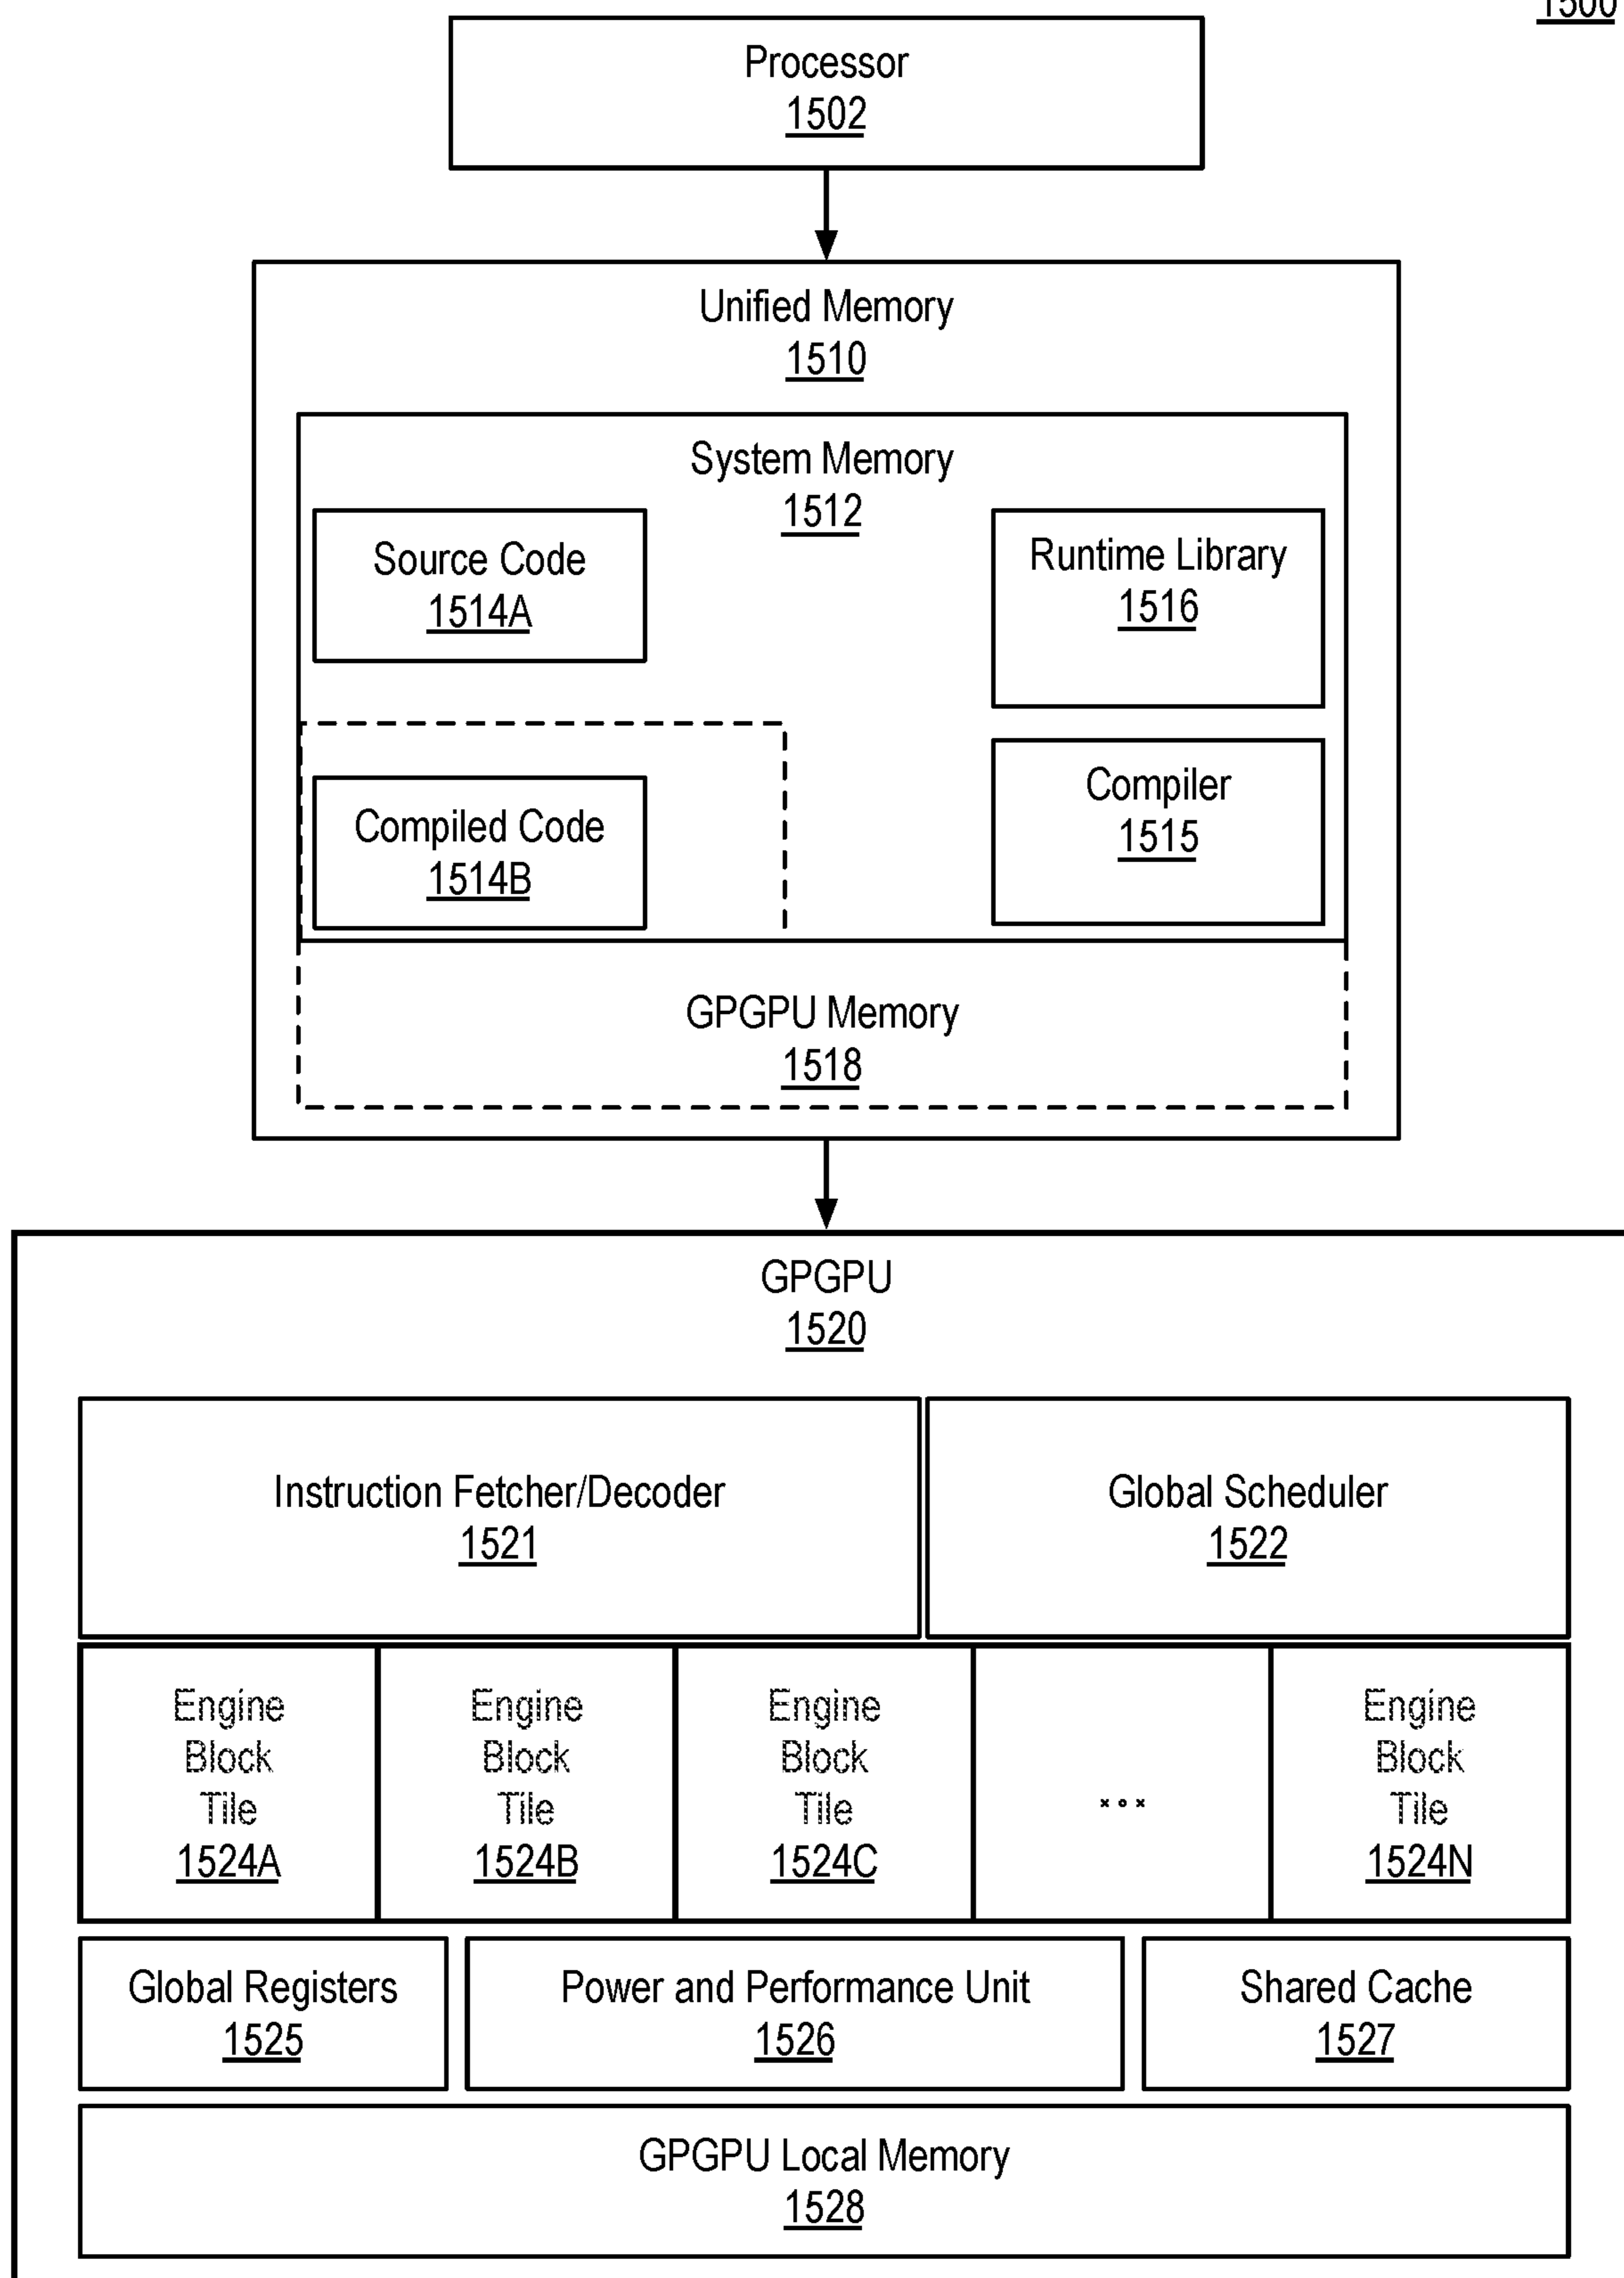 1500
Processor
1502
Unified Memory
1510
System Memory
1512
Source Code
1514A
Runtime Library
1516
Compiled Code
1514B
Compiler
1515
GPGPU Memory
1518
GPGPU
1520
Instruction Fetcher/Decoder
1521
Global Scheduler
1522
Engine
Block
Tile
1524A
Engine
Block
Tile
1524B
Engine
Block
Tile
1524C
...
Engine
Block
Tile
1524N
Global Registers
1525
Power and Performance Unit
1526
Shared Cache
1527
GPGPU Local Memory
1528